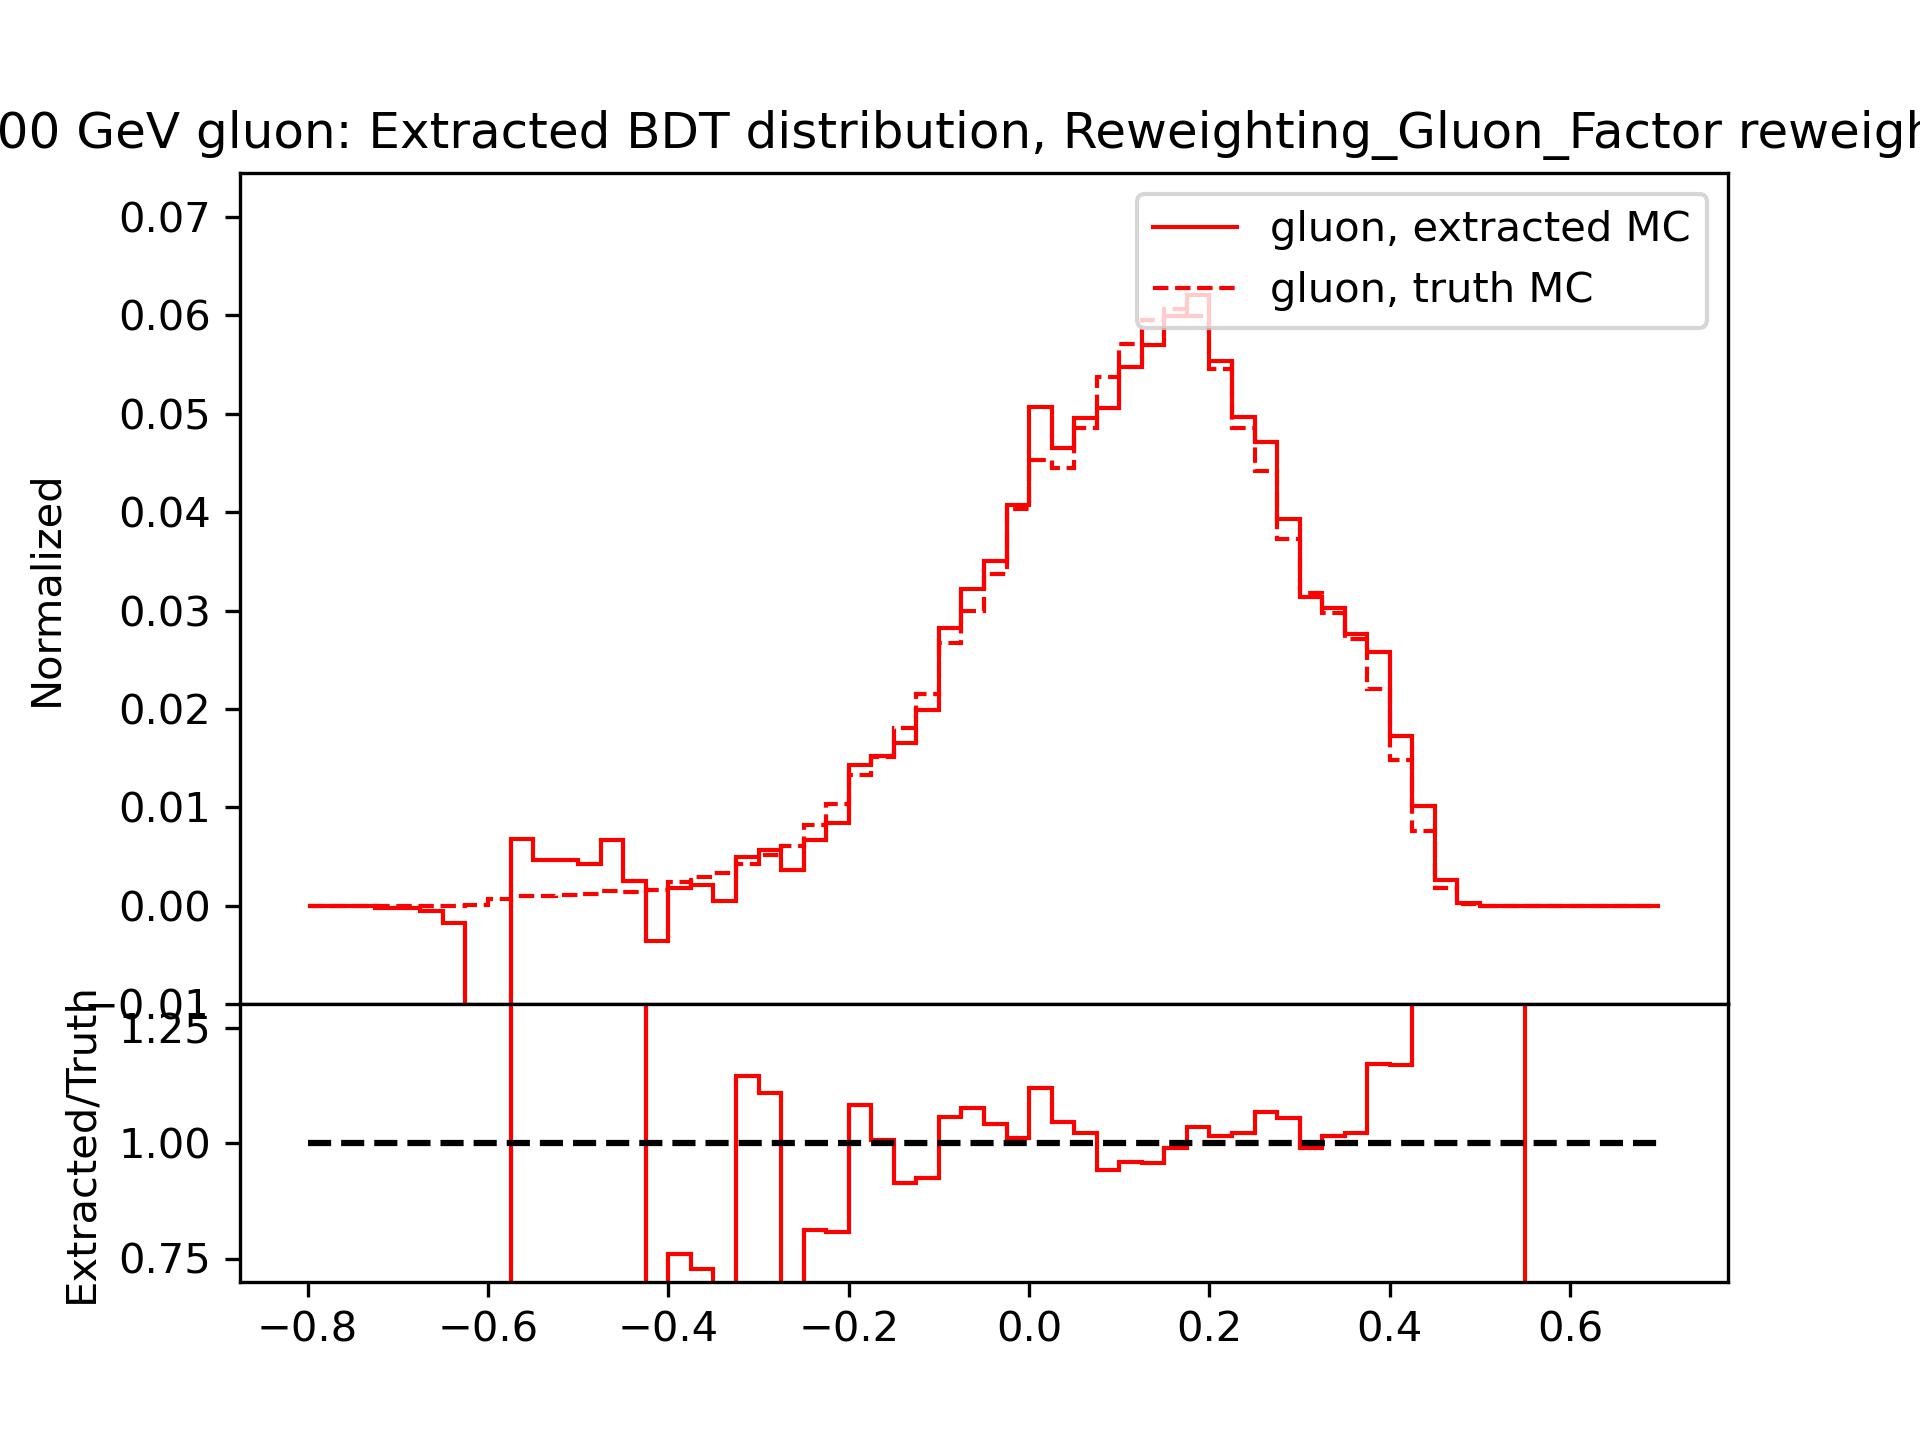 00 GeV gluon: Extracted BDT distribution, Reweighting_Gluon_Factor reweigh
gluon, extracted MC
gluon, truth MC
Normalized
0.07
0.06
0.05
0.04
0.03
0.02
0.01
0.00
−0.01
Extracted/Truth
1.25
1.00
0.75
−0.8 −0.6 −0.4 −0.2 0.0 0.2 0.4 0.6